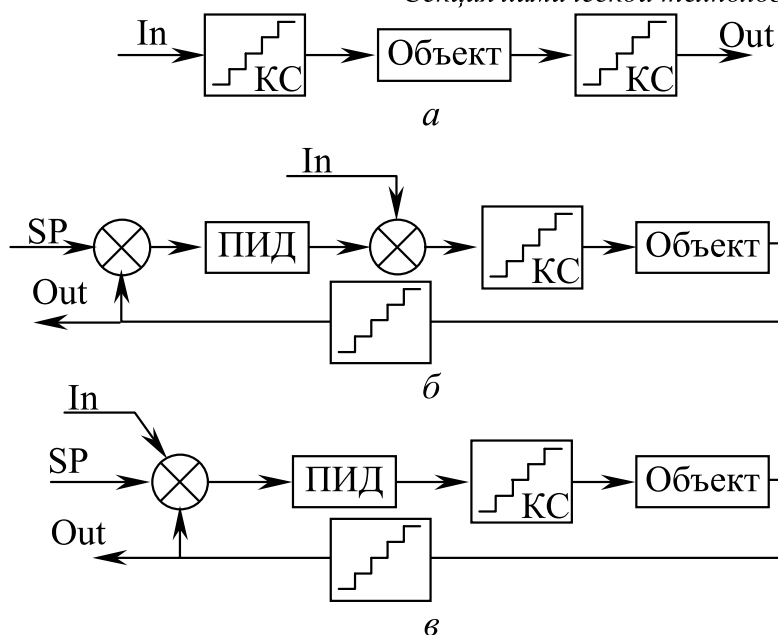 In КС Объект КС Out
а
In
SP ПИД КС Объект
Out
б
In
SP ПИД КС Объект
Out
в